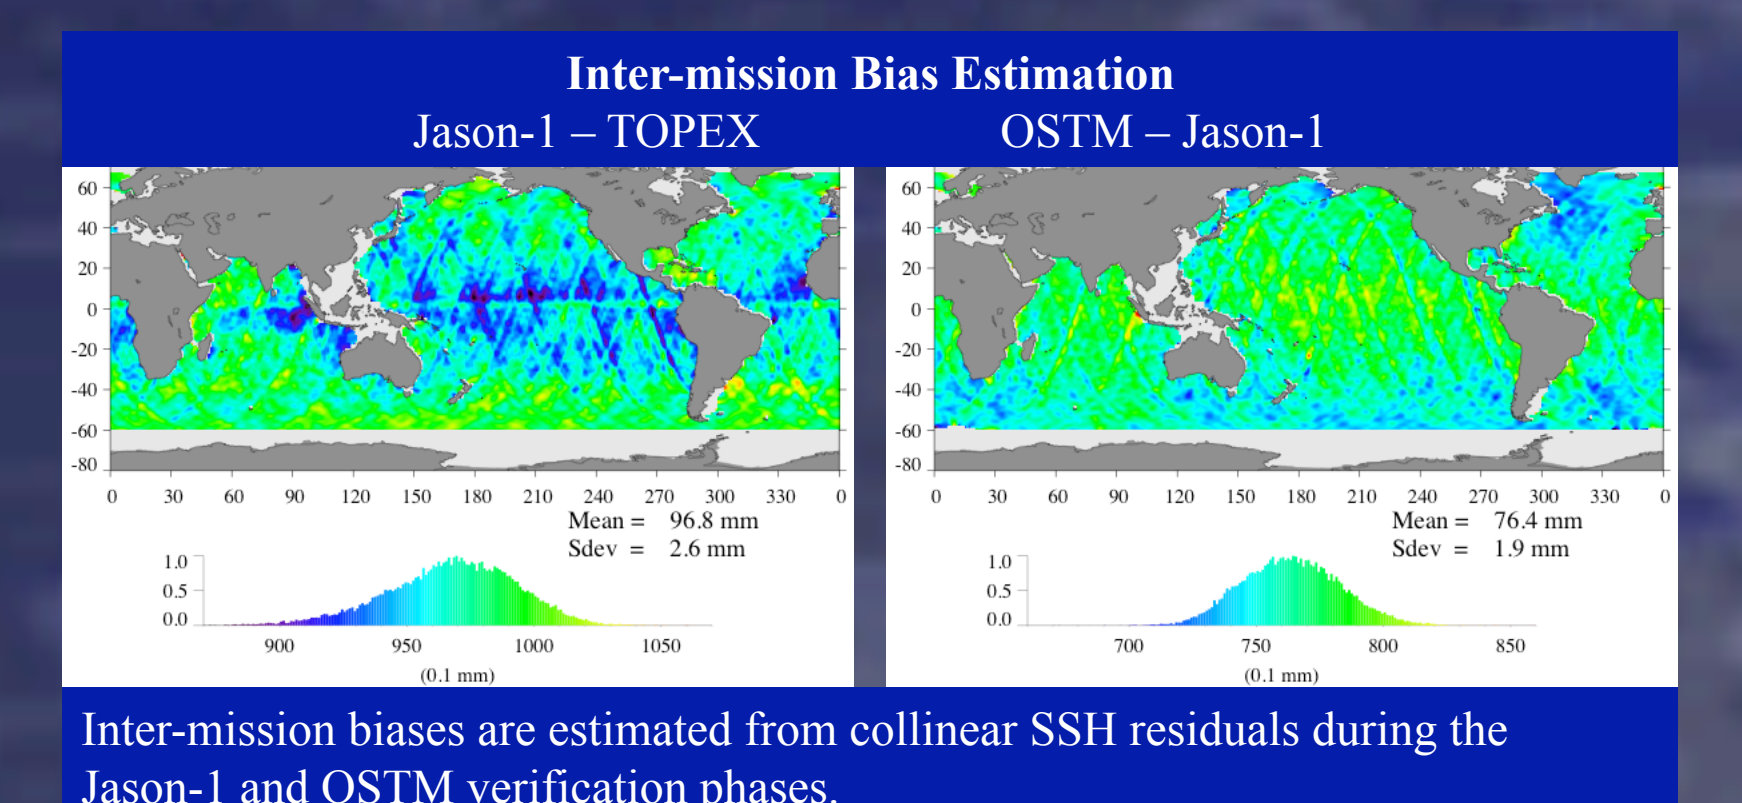 Inter-mission Bias Estimation
Jason-1 – TOPEX OSTM – Jason-1
60
40
20
0
-20
-40
-60
-80
0 30 60 90 120 150 180 210 240 270 300 330 0
Mean = 96.8 mm
Sdev = 2.6 mm
1.0
0.5
0.0
900 950 1000 1050
(0.1 mm)
60
40
20
0
-20
-40
-60
-80
0 30 60 90 120 150 180 210 240 270 300 330 0
Mean = 76.4 mm
Sdev = 1.9 mm
1.0
0.5
0.0
700 750 800 850
(0.1 mm)
Inter-mission biases are estimated from collinear SSH residuals during the
Jason-1 and OSTM verification phases.